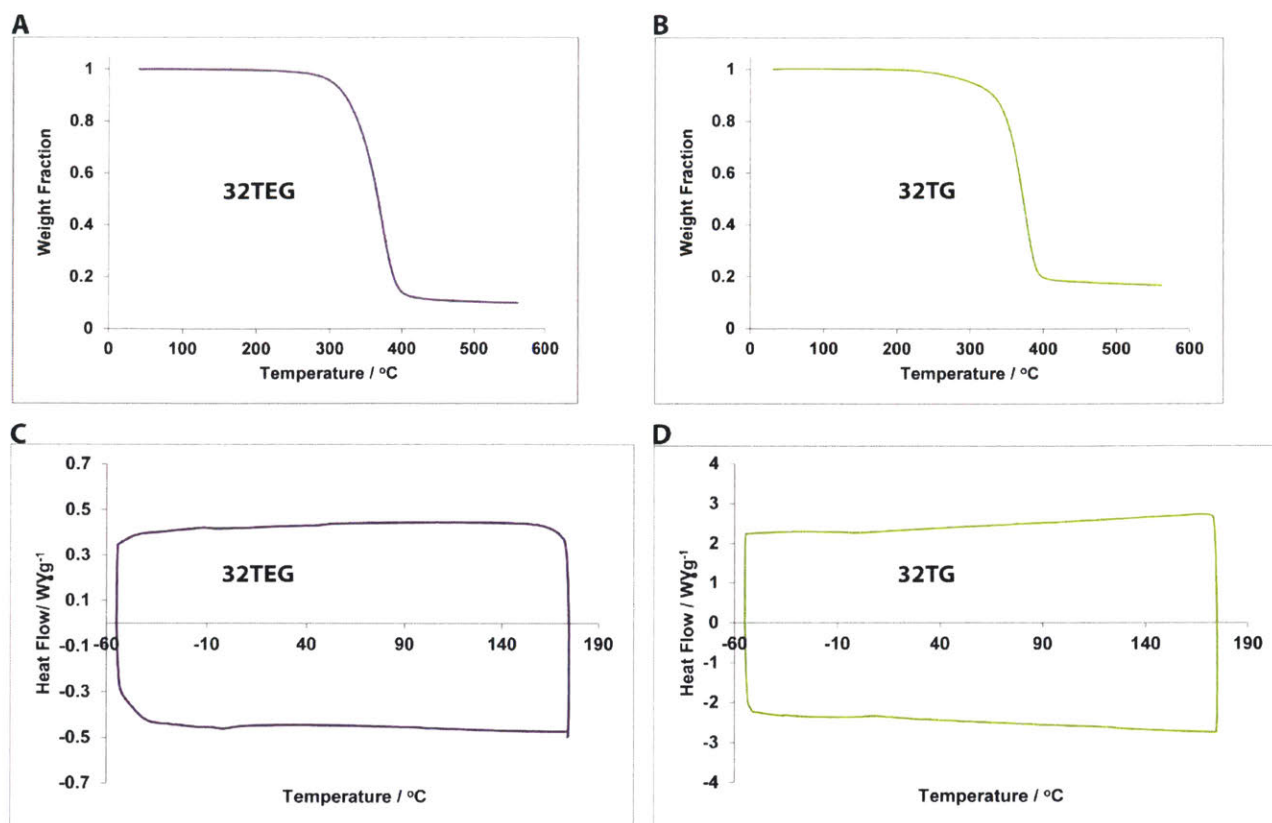 A
1
0.8
0.6
0.4
0.2
0
Weight Fraction
32TEG
0 100 200 300 400 500 600
Temperature / °C
B
1
0.8
0.6
0.4
0.2
0
Weight Fraction
32TG
0 100 200 300 400 500 600
Temperature / °C
C
0.7
0.5
0.3
0.1
-0.1
-0.3
-0.5
-0.7
Heat Flow/ WɎg⁻¹
32TEG
-60 -10 40 90 140 190
Temperature / °C
D
4
3
2
1
0
-1
-2
-3
-4
Heat Flow / WɎg⁻¹
32TG
-60 -10 40 90 140 190
Temperature / °C